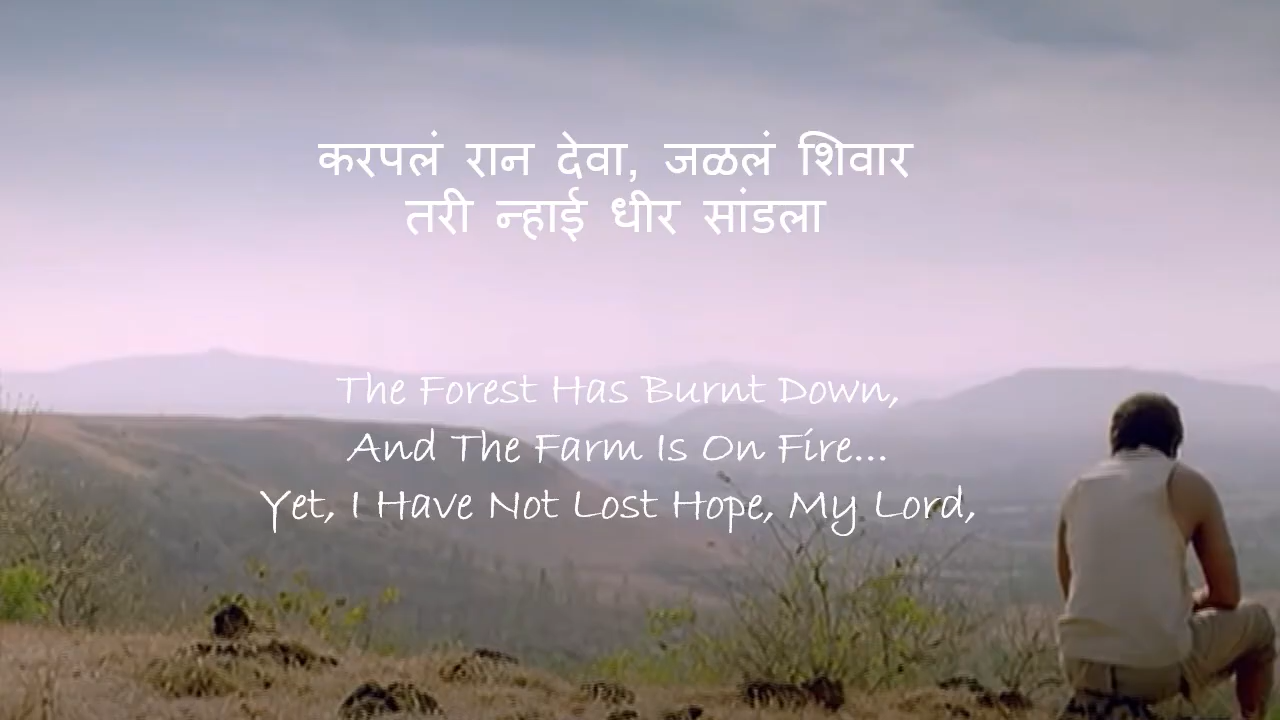 करपलं रान देवा, जळलं शिवार
तरी न्हाई धीर सांडला
The Forest Has Burnt Down,
And The Farm Is On Fire...
Yet, I Have Not Lost Hope, My Lord,